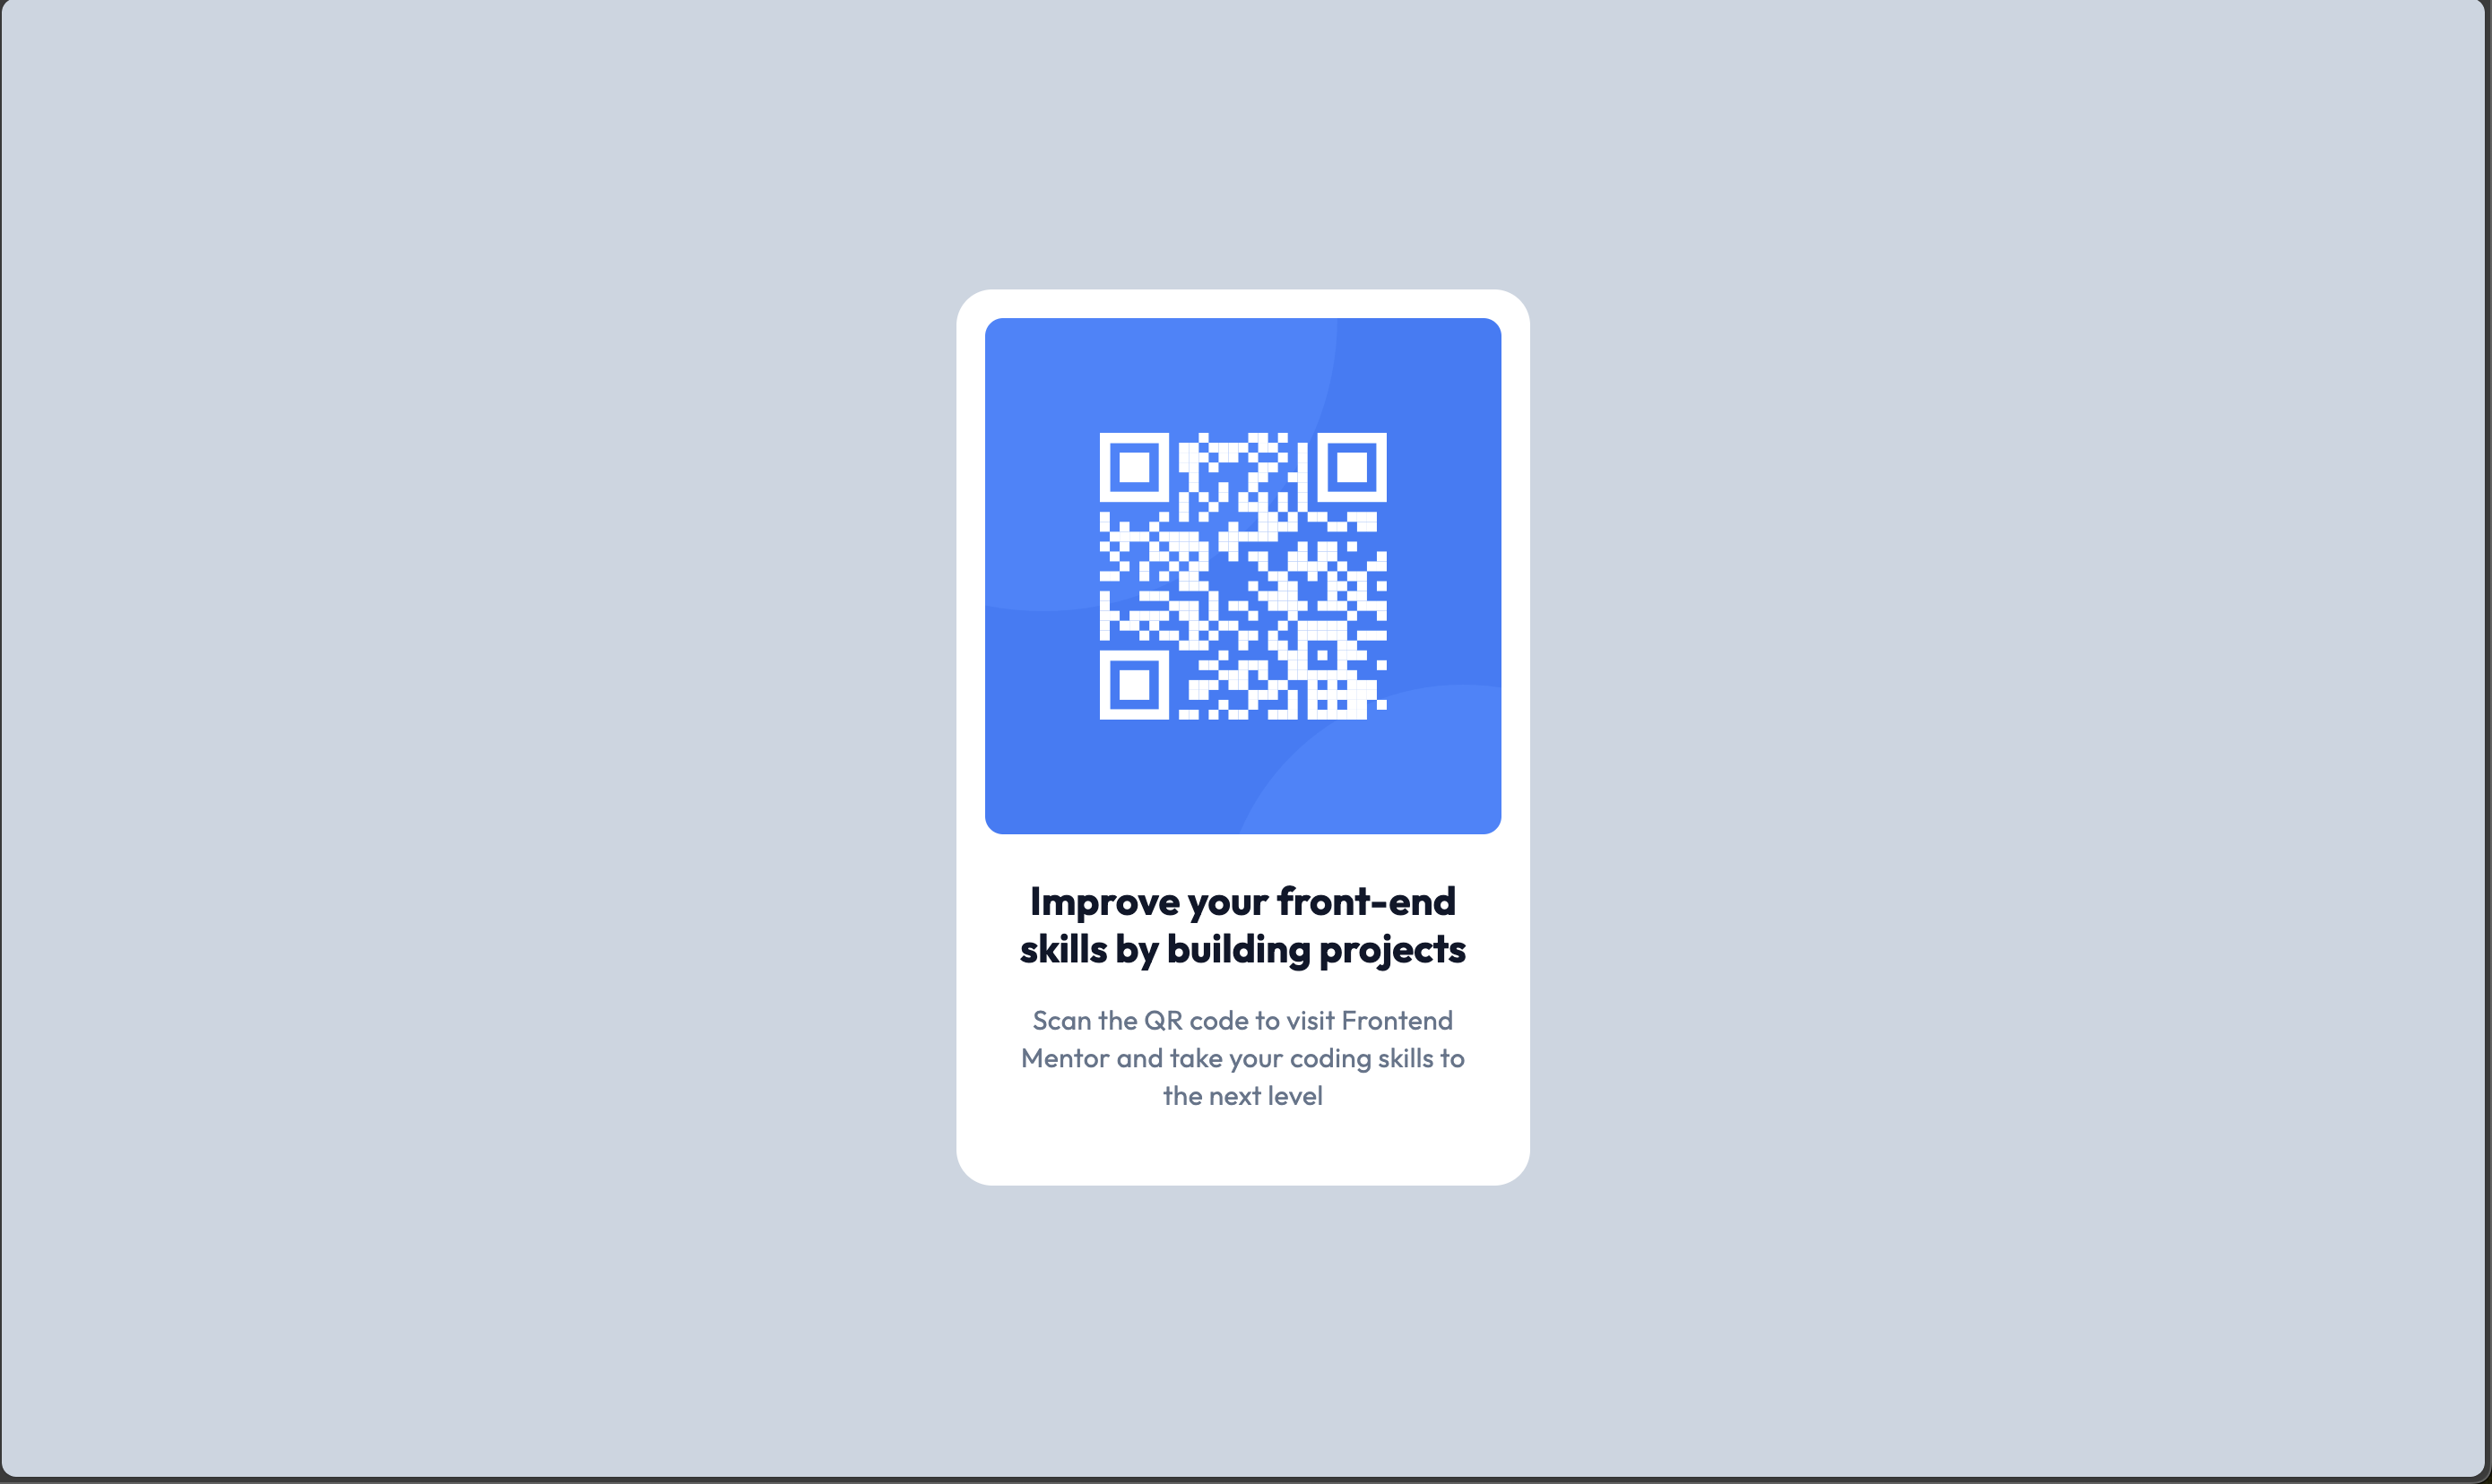 Improve your front-end
skills by building projects
Scan the QR code to visit Frontend
Mentor and take your coding skills to
the next level